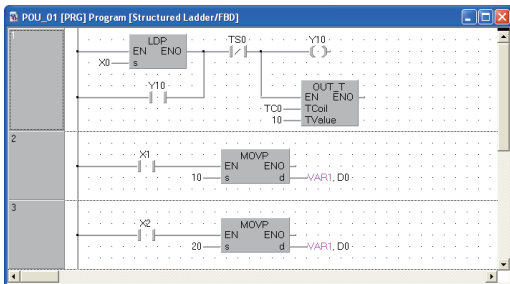 POU_01 [PRG] Program [Structured Ladder/FBD]
1
LDP
EN ENO
X0 s
TS0
Y10
Y10
OUT_T
EN ENO
TC0 TCoil
10 TValue
2
X1
MOVP
EN ENO
10 s d VAR1, D0
3
X2
MOVP
EN ENO
20 s d VAR1, D0